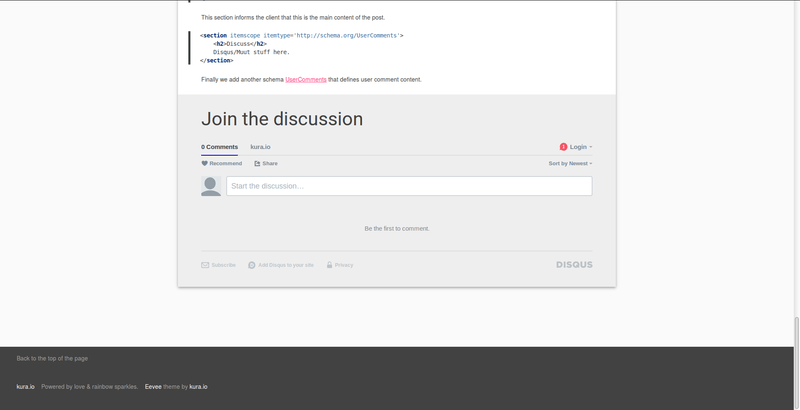 This section informs the client that this is the main content of the post.
<section itemscope itemtype='http://schema.org/UserComments'>
<h2>Discuss</h2>
Disqus/Muut stuff here.
</section>
Finally we add another schema UserComments that defines user comment content.
Join the discussion
0 Comments kura.io 1 Login
Recommend Share Sort by Newest
Start the discussion...
Be the first to comment.
Subscribe Add Disqus to your site Privacy DISQUS
Back to the top of the page
kura.io Powered by love & rainbow sparkles. Eevee theme by kura.io